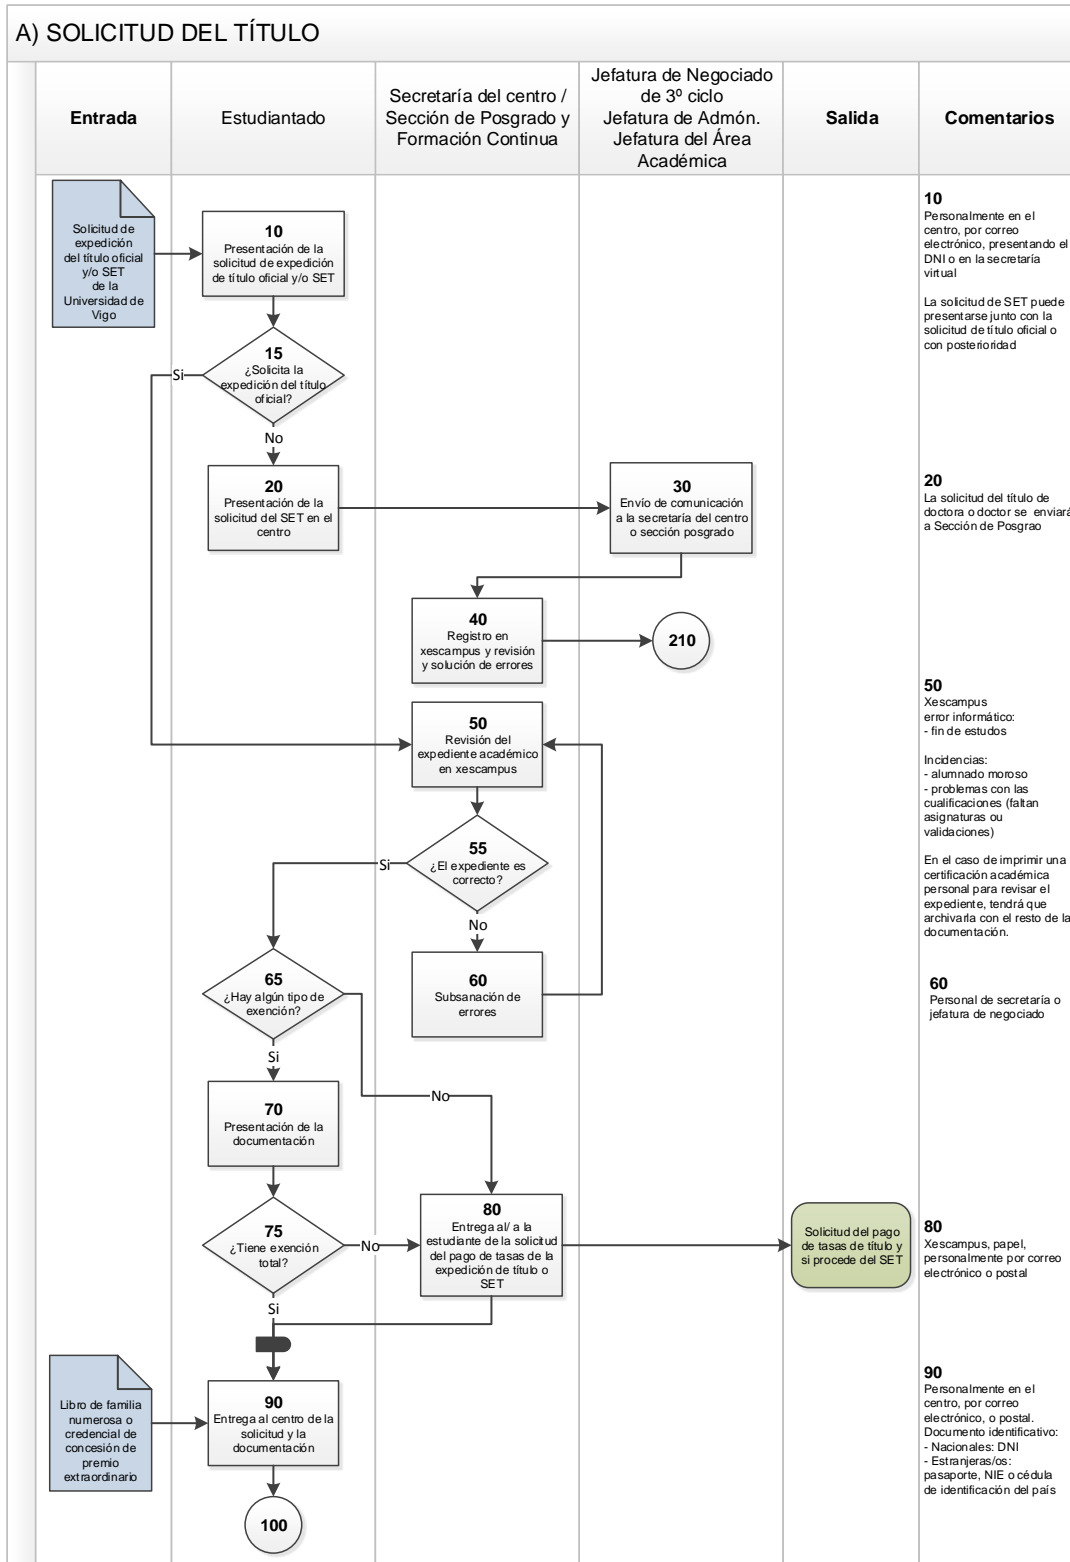 A) SOLICITUD DEL TÍTULO
Entrada
Estudiantado
Secretaría del centro /
Sección de Posgrado y
Formación Continua
Jefatura de Negociado
de 3º ciclo
Jefatura de Admón.
Jefatura del Área
Académica
Salida
Comentarios
Solicitud de
expedición
del título oficial
y/o SET
de la
Universidad de
Vigo
10
Presentación de la
solicitud de expedición
de título oficial y/o SET
10
Personalmente en el
centro, por correo
electrónico, presentando el
DNI o en la secretaría
virtual
La solicitud de SET puede
presentarse junto con la
solicitud de título oficial o
con posterioridad
15
¿Solicita la
expedición del título
oficial?
Si
No
20
Presentación de la
solicitud del SET en el
centro
30
Envío de comunicación
a la secretaría del centro
o sección posgrado
20
La solicitud del título de
doctora o doctor se enviará
a Sección de Posgrao
40
Registro en
xescampus y revisión
y solución de errores
210
50
Revisión del
expediente académico
en xescampus
50
Xescampus
error informático:
- fin de estudos
Incidencias:
- alumnado moroso
- problemas con las
cualificaciones (faltan
asignaturas ou
validaciones)
En el caso de imprimir una
certificación académica
personal para revisar el
expediente, tendrá que
archivarla con el resto de la
documentación.
55
¿El expediente es
correcto?
Si
No
60
Subsanación de
errores
60
Personal de secretaría o
jefatura de negociado
65
¿Hay algún tipo de
exención?
Si
No
70
Presentación de la
documentación
75
¿Tiene exención
total?
No
Si
80
Entrega al/ a la
estudiante de la solicitud
del pago de tasas de la
expedición de título o
SET
Solicitud del pago
de tasas de título y
si procede del SET
80
Xescampus, papel,
personalmente por correo
electrónico o postal
Libro de familia
numerosa o
credencial de
concesión de
premio
extraordinario
90
Entrega al centro de la
solicitud y la
documentación
90
Personalmente en el
centro, por correo
electrónico, o postal.
Documento identificativo:
- Nacionales: DNI
- Estranjeras/os:
pasaporte, NIE o cédula
de identificación del país
100